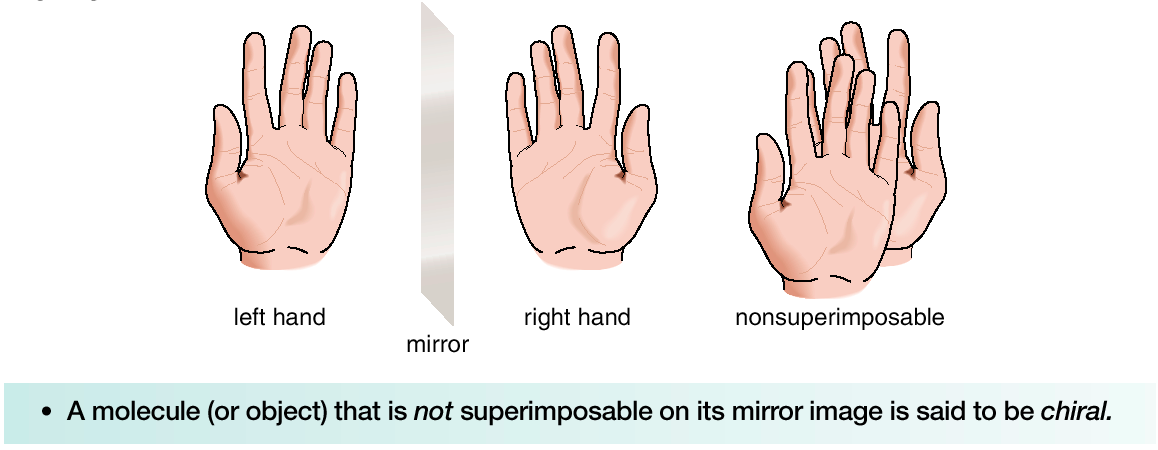 left hand
mirror
right hand
nonsuperimposable
• A molecule (or object) that is not superimposable on its mirror image is said to be chiral.